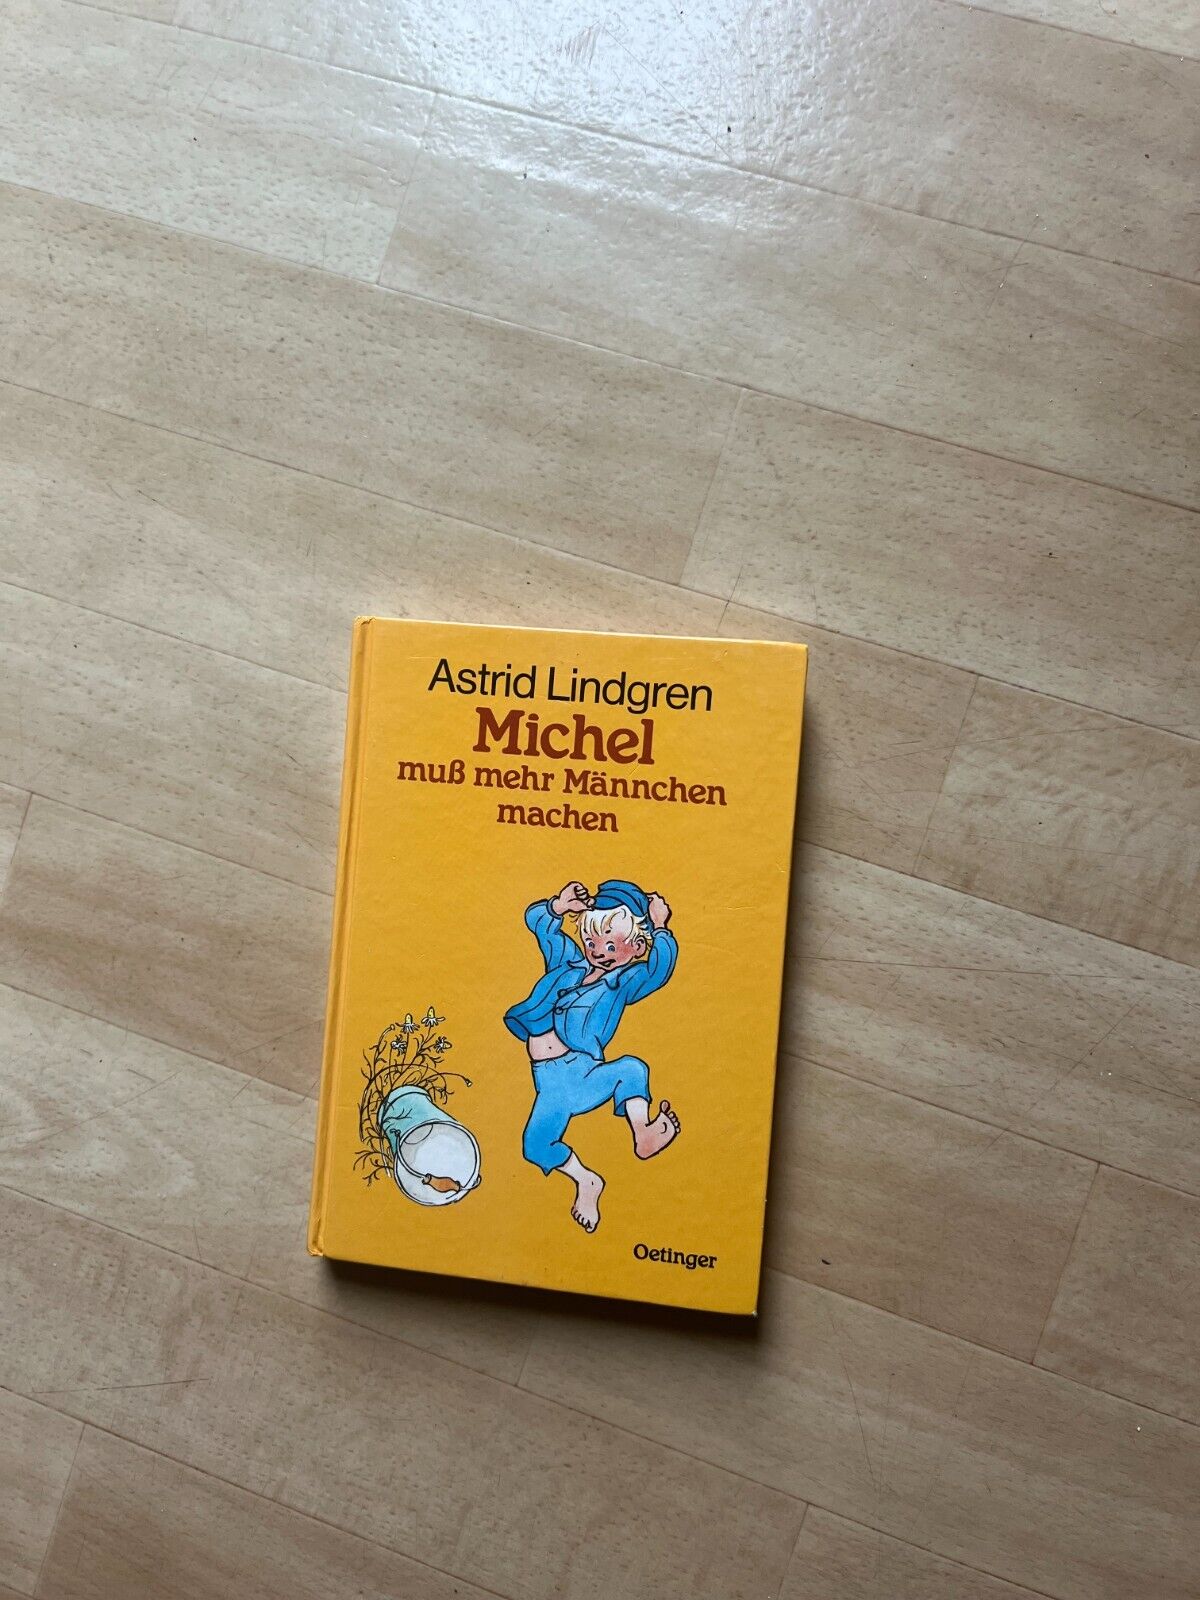 Astrid Lindgren
Michel
muß mehr Männchen
machen
Oetinger